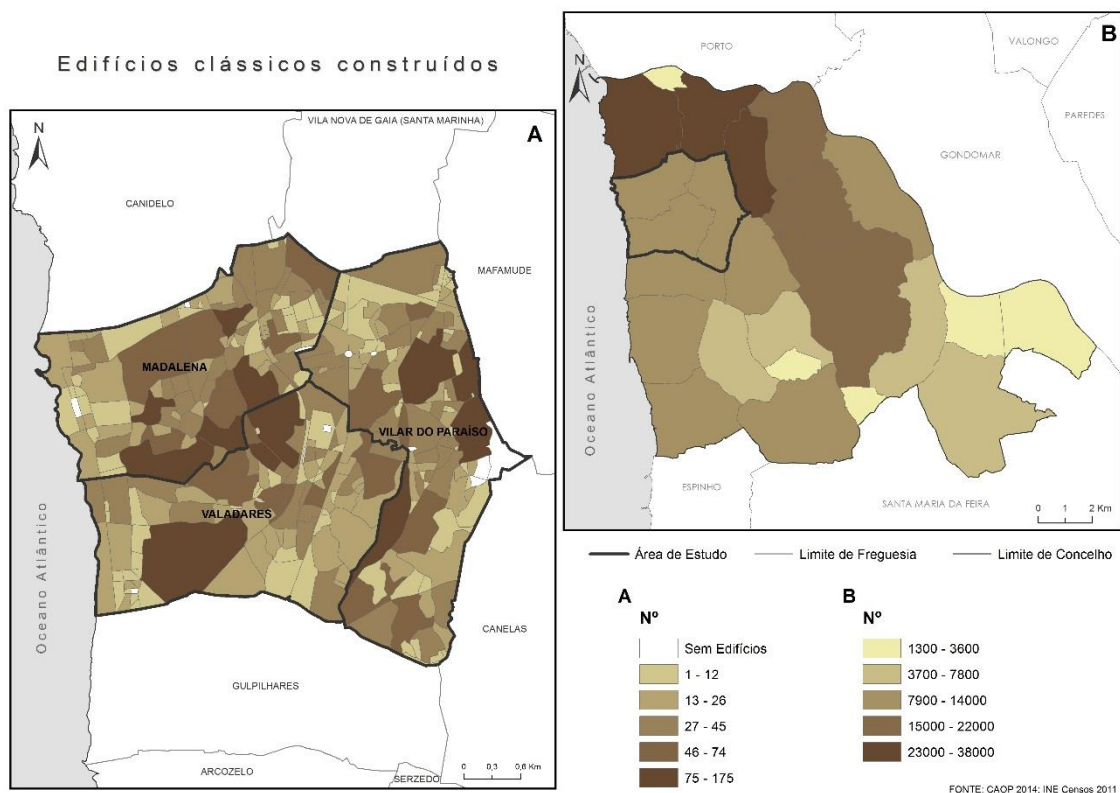 Edifícios clássicos construídos
A
N
VILA NOVA DE GAIA (SANTA MARINHA)
CANIDELO
MAFAMUDE
MADALENA
VILAR DO PARAÍSO
VALADARES
Oceano Atlântico
CANELAS
GULPILHARES
ARCOZELO
SERZEDO
0 0,3 0,6 Km
B
N
PORTO
VALONGO
PAREDES
GONDOMAR
Oceano Atlântico
ESPINHO
SANTA MARIA DA FEIRA
0 1 2 Km
Área de Estudo
Limite de Freguesia
Limite de Concelho
A
Nº
Sem Edifícios
1 - 12
13 - 26
27 - 45
46 - 74
75 - 175
B
Nº
1300 - 3600
3700 - 7800
7900 - 14000
15000 - 22000
23000 - 38000
FONTE: CAOP 2014; INE Censos 2011